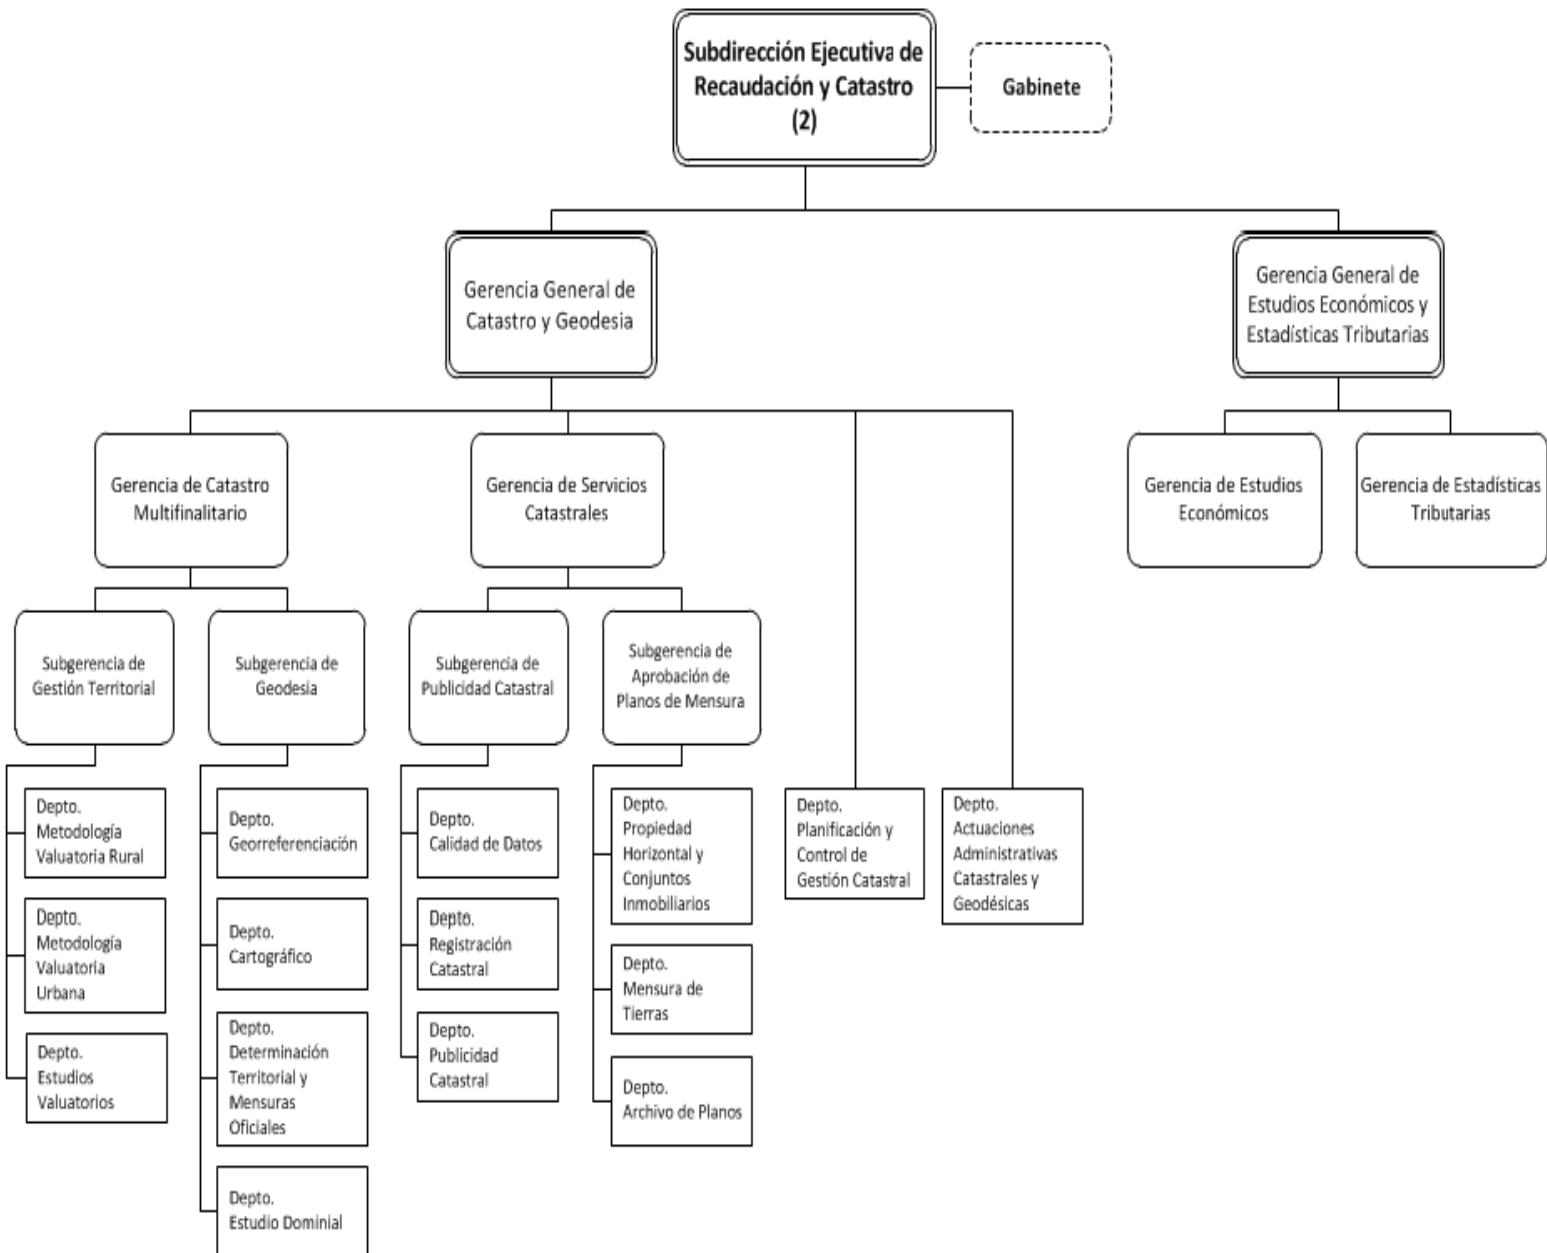 Subdirección Ejecutiva de
Recaudación y Catastro
(2)
Gabinete
Gerencia General de
Catastro y Geodesia
Gerencia General de
Estudios Económicos y
Estadísticas Tributarias
Gerencia de Catastro
Multifinalitario
Gerencia de Servicios
Catastrales
Gerencia de Estudios
Económicos
Gerencia de Estadísticas
Tributarias
Subgerencia de
Gestión Territorial
Subgerencia de
Geodesia
Subgerencia de
Publicidad Catastral
Subgerencia de
Aprobación de
Planos de Mensura
Depto.
Metodología
Valuatoria Rural
Depto.
Metodología
Valuatoria
Urbana
Depto.
Estudios
Valuatorios
Depto.
Georreferenciación
Depto.
Cartográfico
Depto.
Determinación
Territorial y
Mensuras
Oficiales
Depto.
Estudio Dominial
Depto.
Calidad de Datos
Depto.
Registración
Catastral
Depto.
Publicidad
Catastral
Depto.
Propiedad
Horizontal y
Conjuntos
Inmobiliarios
Depto.
Mensura de
Tierras
Depto.
Archivo de Planos
Depto.
Planificación y
Control de
Gestión Catastral
Depto.
Actuaciones
Administrativas
Catastrales y
Geodésicas